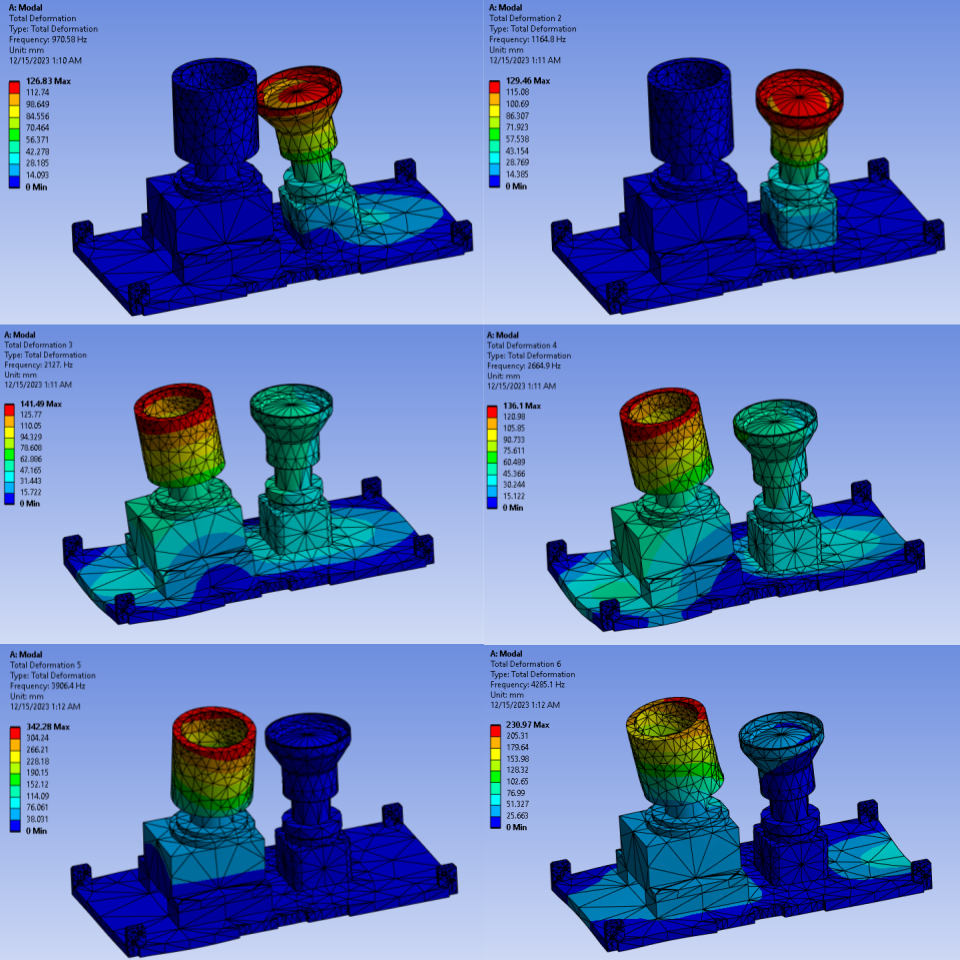 A: Modal
Total Deformation
Type: Total Deformation
Frequency: 970.58 Hz
Unit: mm
12/15/2023 1:10 AM
126.83 Max
112.74
98.649
84.556
70.464
56.371
42.278
28.185
14.093
0 Min
A: Modal
Total Deformation 2
Type: Total Deformation
Frequency: 1164.8 Hz
Unit: mm
12/15/2023 1:11 AM
129.46 Max
115.08
100.69
86.307
71.923
57.538
43.154
28.769
14.385
0 Min
A: Modal
Total Deformation 3
Type: Total Deformation
Frequency: 2127. Hz
Unit: mm
12/15/2023 1:11 AM
141.49 Max
125.77
110.05
94.329
78.608
62.886
47.165
31.443
15.722
0 Min
A: Modal
Total Deformation 4
Type: Total Deformation
Frequency: 2664.9 Hz
Unit: mm
12/15/2023 1:11 AM
136.1 Max
120.98
105.85
90.733
75.611
60.489
45.366
30.244
15.122
0 Min
A: Modal
Total Deformation 5
Type: Total Deformation
Frequency: 3906.4 Hz
Unit: mm
12/15/2023 1:12 AM
342.28 Max
304.24
266.21
228.18
190.15
152.12
114.09
76.061
38.031
0 Min
A: Modal
Total Deformation 6
Type: Total Deformation
Frequency: 4285.1 Hz
Unit: mm
12/15/2023 1:12 AM
230.97 Max
205.31
179.64
153.98
128.32
102.65
76.99
51.327
25.663
0 Min